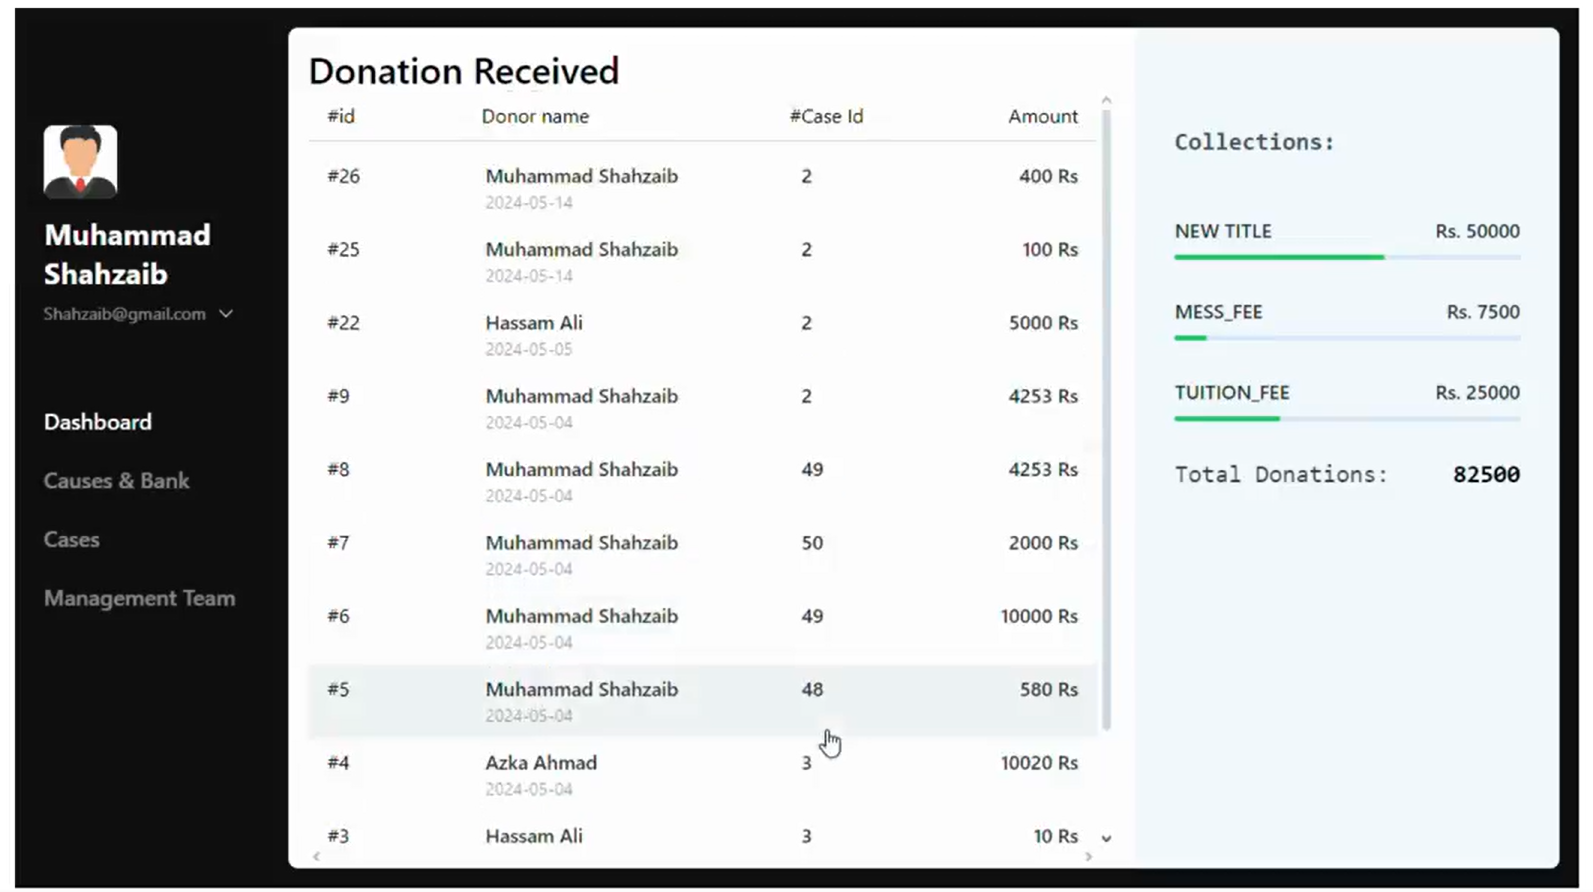 Muhammad
Shahzaib
Shahzaib@gmail.com
Dashboard
Causes & Bank
Cases
Management Team
Donation Received
#id Donor name #Case Id Amount
#26 Muhammad Shahzaib 2 400 Rs
2024-05-14
#25 Muhammad Shahzaib 2 100 Rs
2024-05-14
#22 Hassam Ali 2 5000 Rs
2024-05-05
#9 Muhammad Shahzaib 2 4253 Rs
2024-05-04
#8 Muhammad Shahzaib 49 4253 Rs
2024-05-04
#7 Muhammad Shahzaib 50 2000 Rs
2024-05-04
#6 Muhammad Shahzaib 49 10000 Rs
2024-05-04
#5 Muhammad Shahzaib 48 580 Rs
2024-05-04
#4 Azka Ahmad 3 10020 Rs
2024-05-04
#3 Hassam Ali 3 10 Rs
Collections:
NEW TITLE Rs. 50000
MESS_FEE Rs. 7500
TUITION_FEE Rs. 25000
Total Donations: 82500